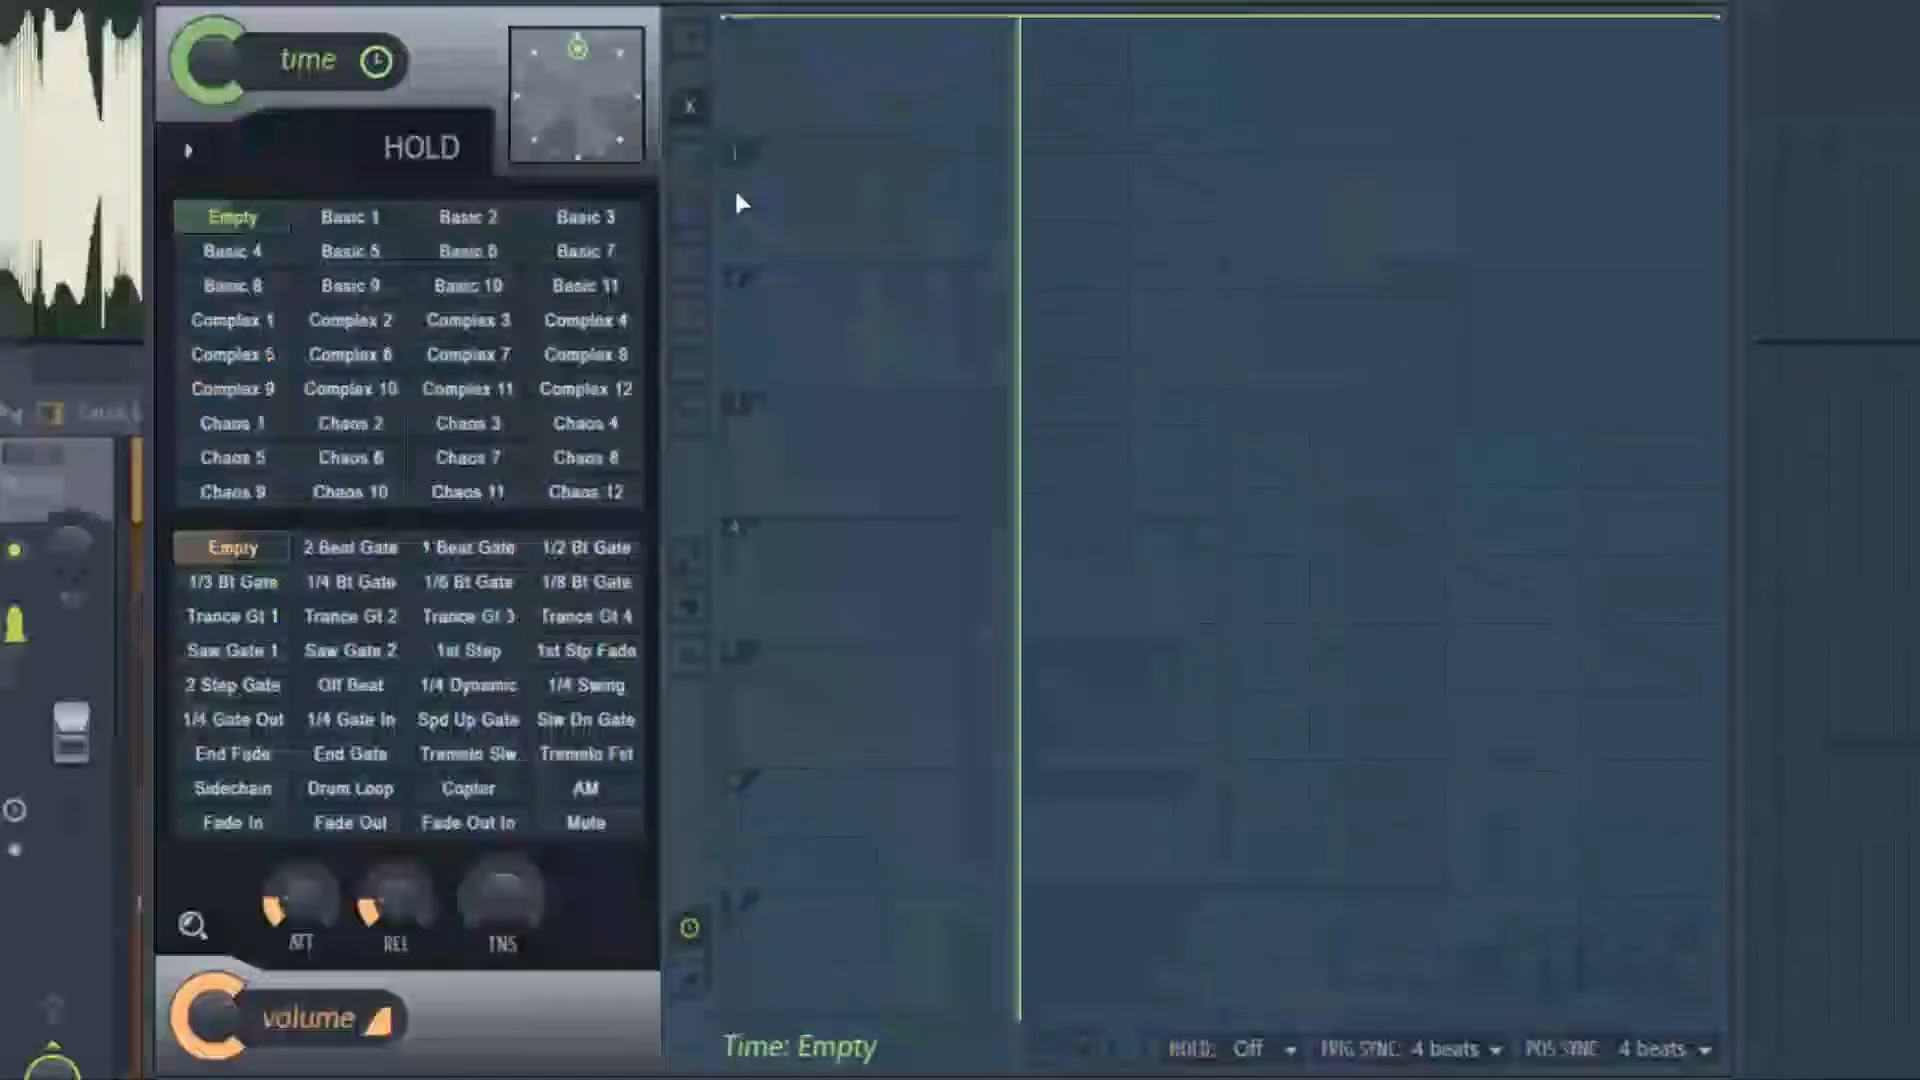 time
HOLD
X
Empty Basic 1 Basic 2 Basic 3
Basic 4 Basic 5 Basic 6 Basic 7
Basic 8 Basic 9 Basic 10 Basic 11
Complex 1 Complex 2 Complex 3 Complex 4
Complex 5 Complex 6 Complex 7 Complex 8
Complex 9 Complex 10 Complex 11 Complex 12
Chaos 1 Chaos 2 Chaos 3 Chaos 4
Chaos 5 Chaos 6 Chaos 7 Chaos 8
Chaos 9 Chaos 10 Chaos 11 Chaos 12
Empty 2 Beat Gate 1 Beat Gate 1/2 Bt Gate
1/3 Bt Gate 1/4 Bt Gate 1/6 Bt Gate 1/8 Bt Gate
Trance Gt 1 Trance Gt 2 Trance Gt 3 Trance Gt 4
Saw Gate 1 Saw Gate 2 1st Step 1st Stp Fade
2 Step Gate Off Beat 1/4 Dynamic 1/4 Swing
1/4 Gate Out 1/4 Gate In Spd Up Gate Slw Dn Gate
End Fade End Gate Tremolo Slw Tremolo Fst
Sidechain Drum Loop Copter AM
Fade In Fade Out Fade Out In Mute
ATT REL TNS
volume
Time: Empty
HOLD: Off TRIG SYNC: 4 beats POS SYNC 4 beats